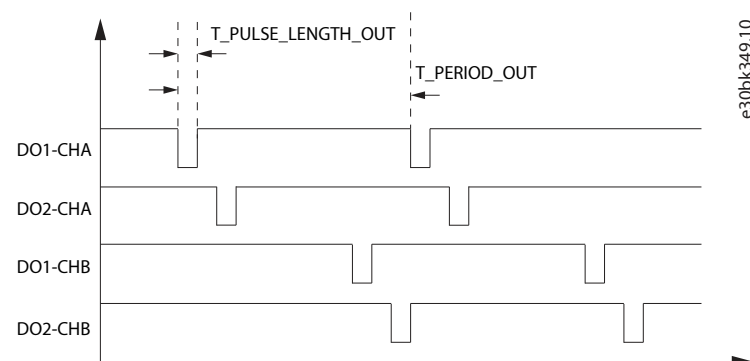 T_PULSE_LENGTH_OUT
T_PERIOD_OUT
e30bk349.10
DO1-CHA
DO2-CHA
DO1-CHB
DO2-CHB